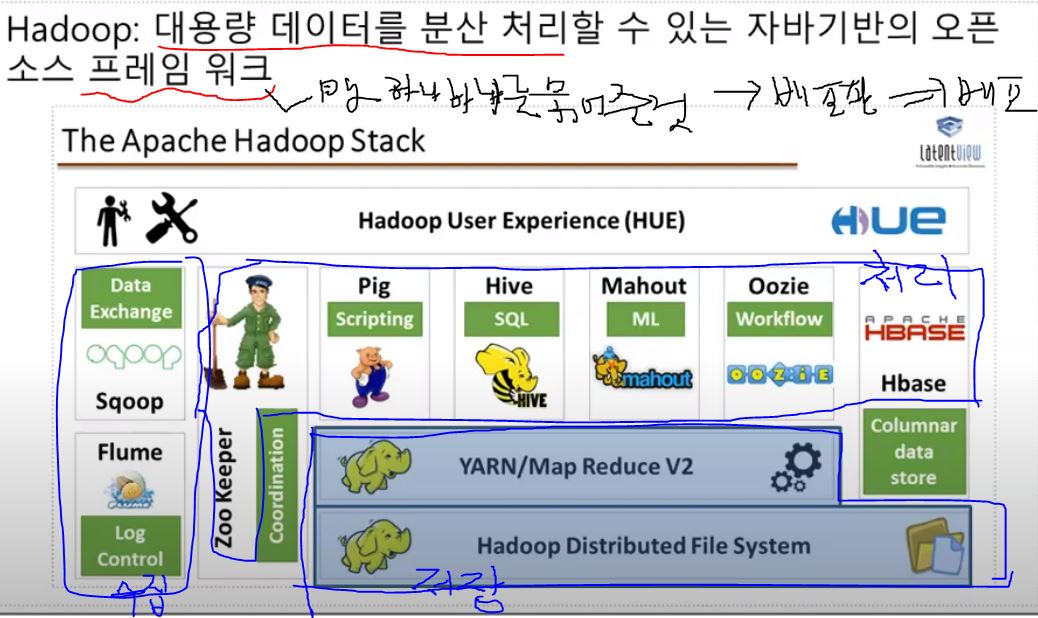 Hadoop: 대용량 데이터를 분산 처리할 수 있는 자바기반의 오픈
소스 프레임 워크
하나하나를 묶어준것 → 배포판 → 배포
The Apache Hadoop Stack
LatentView
Hadoop User Experience (HUE)
HUE
Data
Exchange
sqoop
Sqoop
Flume
FLUME
Log
Control
수집
Zoo Keeper
Coordination
Pig
Scripting
Hive
SQL
HIVE
Mahout
ML
mahout
Oozie
Workflow
OOZIE
처리
APACHE
HBASE
Hbase
Columnar
data
store
YARN/Map Reduce V2
Hadoop Distributed File System
저장